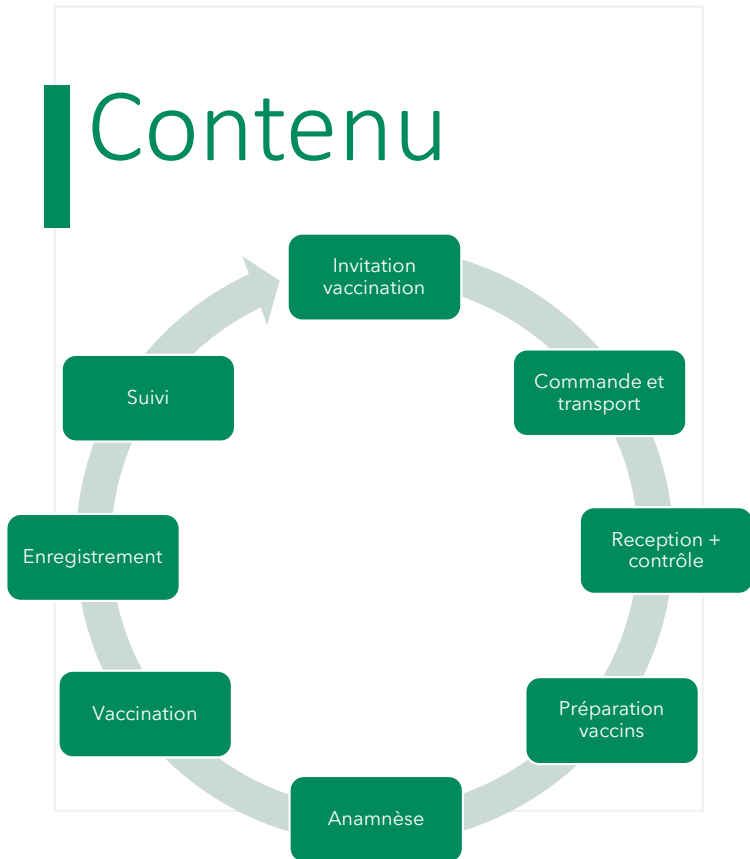 Contenu
Invitation
vaccination
Commande et
transport
Reception +
contrôle
Préparation
vaccins
Anamnèse
Vaccination
Enregistrement
Suivi